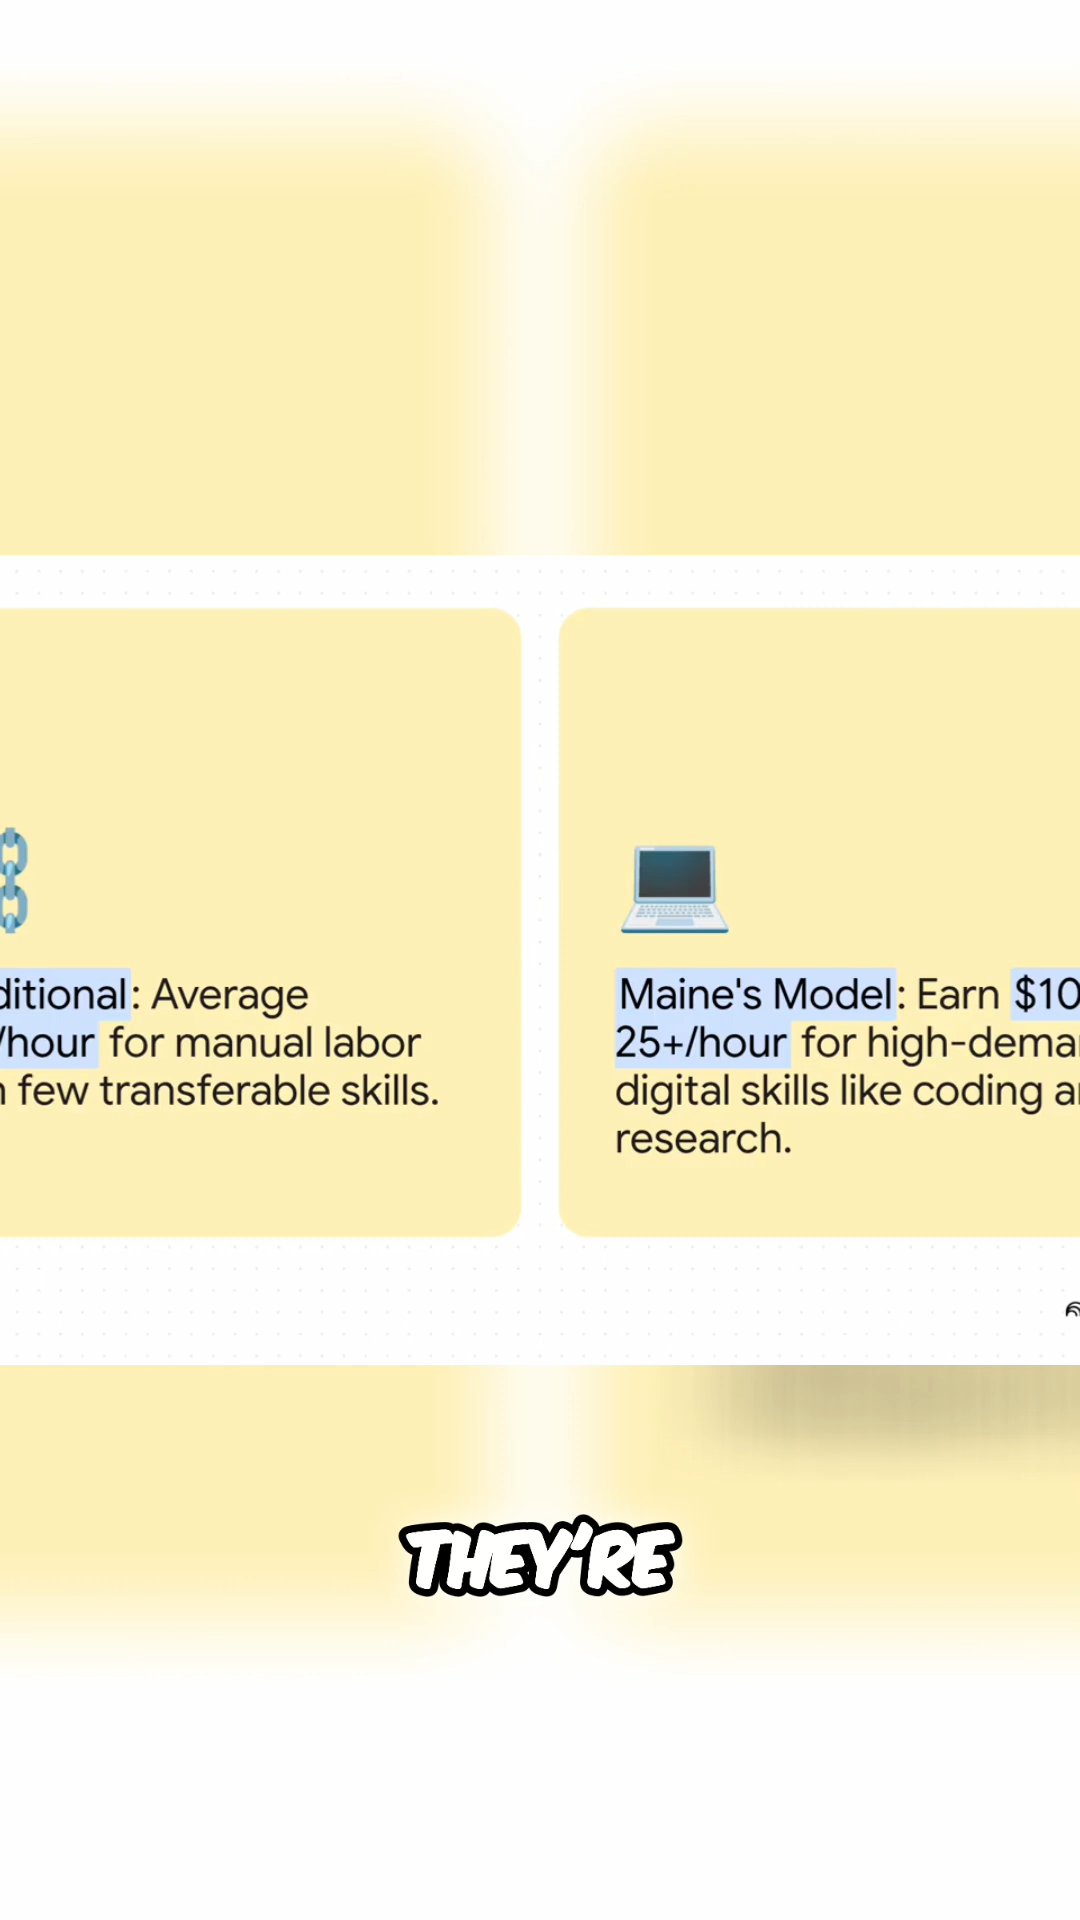 ditional: Average
/hour for manual labor
few transferable skills.
Maine's Model: Earn $10
25+/hour for high-dema
digital skills like coding a
research.
THEY'RE